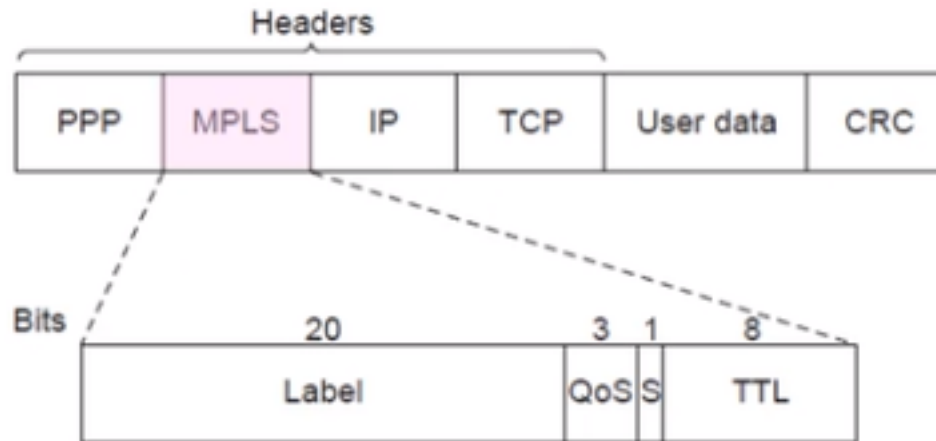 Headers
PPP MPLS IP TCP User data CRC
Bits 20 3 1 8
Label QoS S TTL